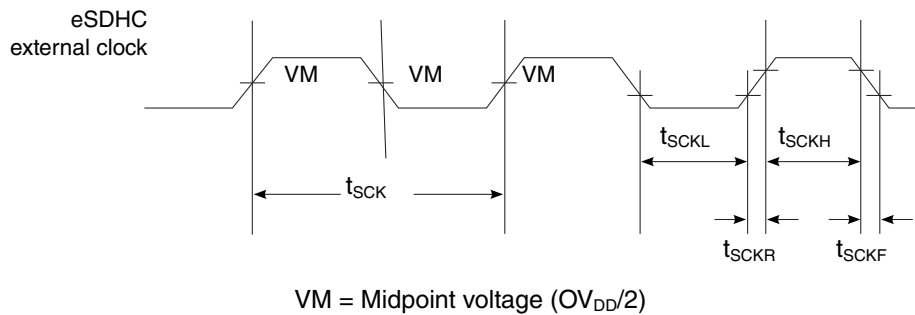 eSDHC
external clock
VM VM VM
tSCKL tSCKH
tSCK
tSCKR tSCKF
VM = Midpoint voltage (OVDD/2)